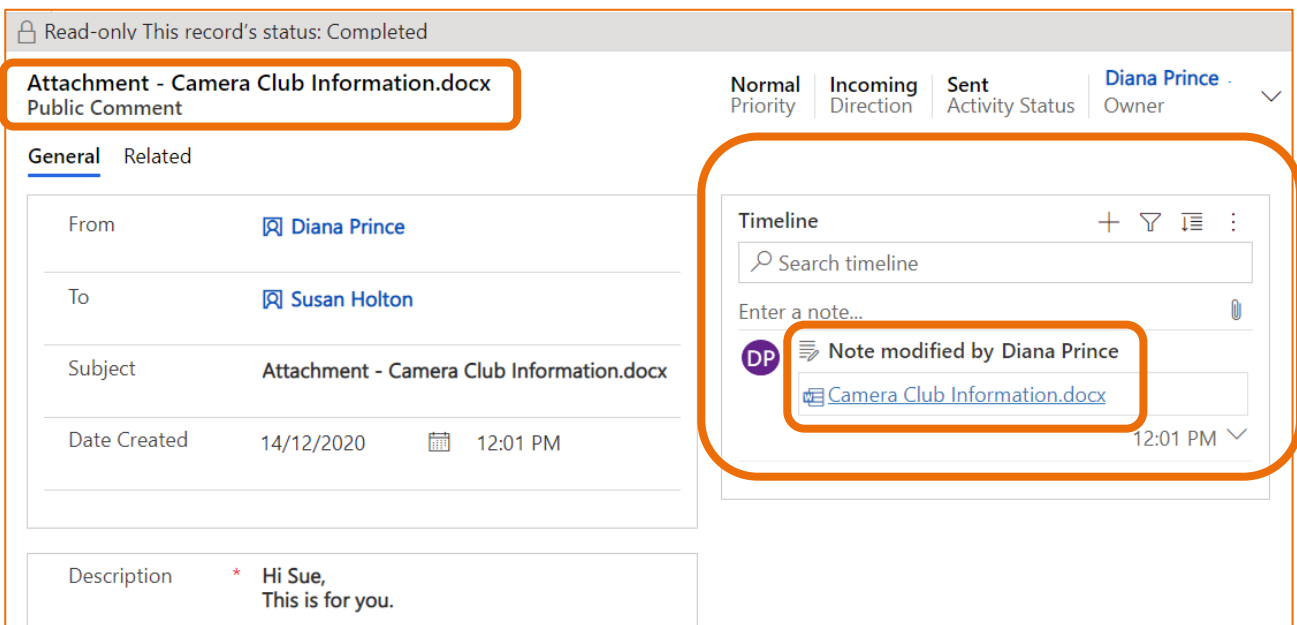 Read-only This record's status: Completed
Attachment - Camera Club Information.docx
Public Comment
Normal
Priority
Incoming
Direction
Sent
Activity Status
Diana Prince
Owner
General Related
From Diana Prince
To Susan Holton
Subject Attachment - Camera Club Information.docx
Date Created 14/12/2020 12:01 PM
Timeline
Search timeline
Enter a note...
DP Note modified by Diana Prince
Camera Club Information.docx
12:01 PM
Description * Hi Sue,
This is for you.